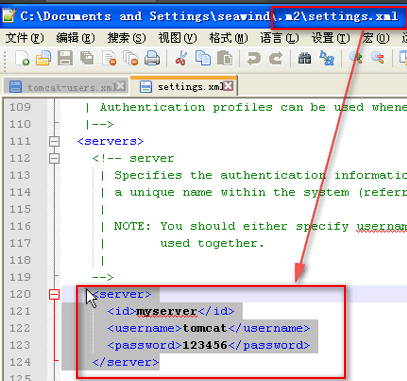 C:\Documents and Settings\seawind\.m2\settings.xml
文件(F) 编辑(E) 搜索(S) 视图(V) 格式(M) 语言(L) 设置(T) 宏(O)
tomcat-users.xml settings.xml
109 | Authentication profiles can be used whene
110 |-->
111 <servers>
112 <!-- server
113 | Specifies the authentication informatio
114 | a unique name within the system (referr
115 |
116 | NOTE: You should either specify username
117 | used together.
118 |
119 -->
120 <server>
121 <id>myserver</id>
122 <username>tomcat</username>
123 <password>123456</password>
124 </server>